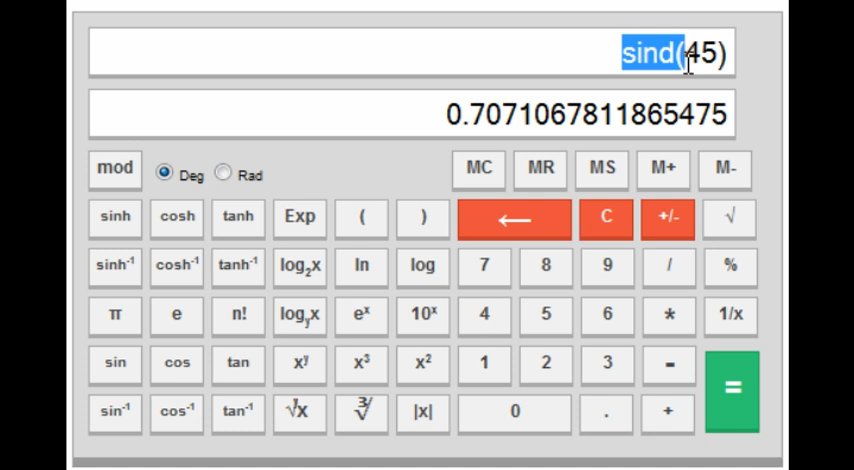 sind(45)
0.7071067811865475
mod Deg Rad MC MR MS M+ M-
sinh cosh tanh Exp ( ) ← C +/- √
sinh⁻¹ cosh⁻¹ tanh⁻¹ log₂x ln log 7 8 9 / %
π e n! logᵧx eˣ 10ˣ 4 5 6 * 1/x
sin cos tan xʸ x³ x² 1 2 3 - =
sin⁻¹ cos⁻¹ tan⁻¹ ʸ√x ∛ |x| 0 . +